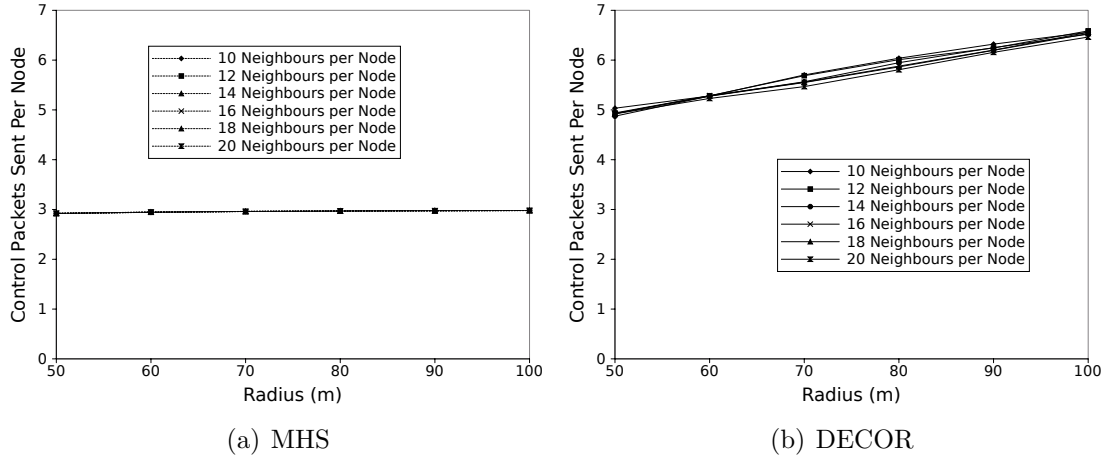 7
6
5
4
3
2
1
0
Control Packets Sent Per Node
10 Neighbours per Node
12 Neighbours per Node
14 Neighbours per Node
16 Neighbours per Node
18 Neighbours per Node
20 Neighbours per Node
50 60 70 80 90 100
Radius (m)
(a) MHS
7
6
5
4
3
2
1
0
Control Packets Sent Per Node
10 Neighbours per Node
12 Neighbours per Node
14 Neighbours per Node
16 Neighbours per Node
18 Neighbours per Node
20 Neighbours per Node
50 60 70 80 90 100
Radius (m)
(b) DECOR